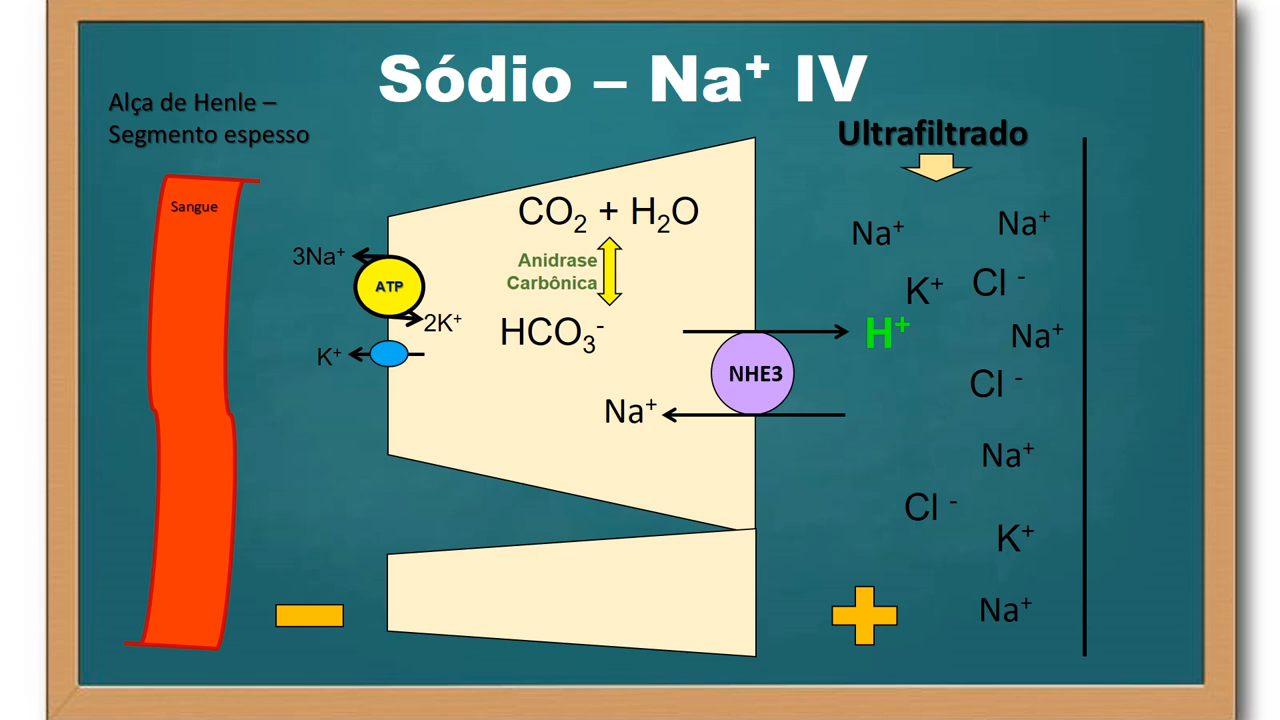 Sódio – Na⁺ IV
Alça de Henle –
Segmento espesso
Ultrafiltrado
Sangue
CO₂ + H₂O
Na⁺
Na⁺
3Na⁺
Anidrase
Carbônica
ATP
K⁺
Cl ⁻
2K⁺
HCO₃⁻
H⁺
Na⁺
K⁺
NHE3
Cl ⁻
Na⁺
Na⁺
Cl ⁻
K⁺
Na⁺